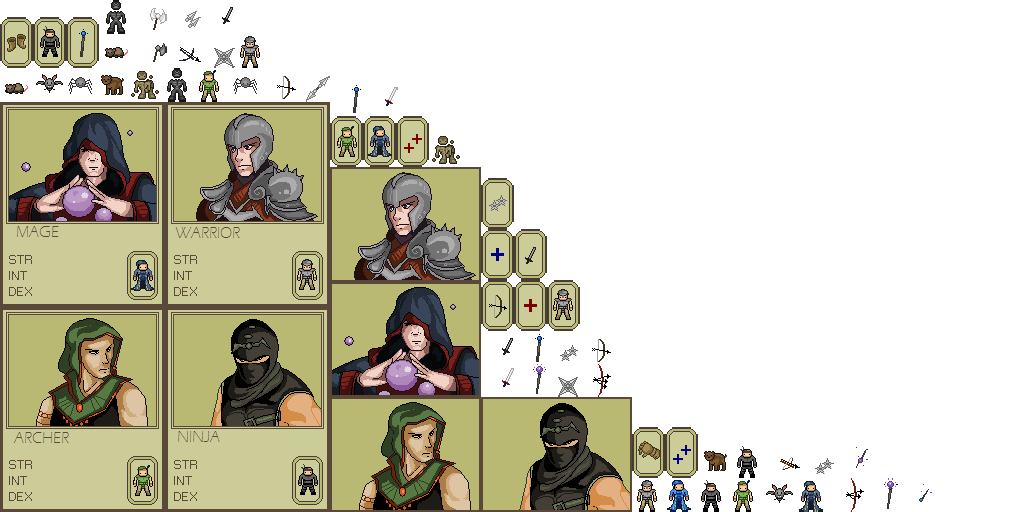 MAGE
STR
INT
DEX
WARRIOR
STR
INT
DEX
ARCHER
STR
INT
DEX
NINJA
STR
INT
DEX